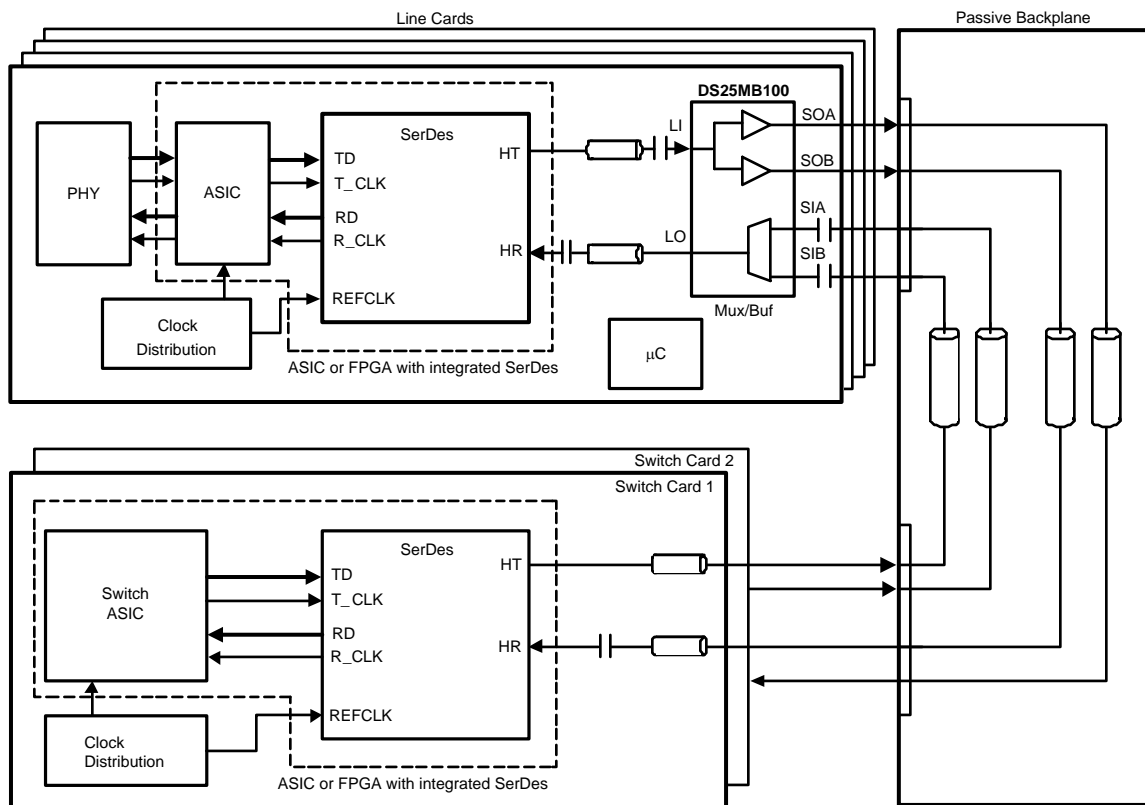 Line Cards
Passive Backplane
DS25MB100
SOA
LI
SerDes
HT
TD
SOB
PHY
ASIC
T_CLK
RD
SIA
R_CLK
LO
HR
SIB
REFCLK
Mux/Buf
Clock
Distribution
μC
ASIC or FPGA with integrated SerDes
Switch Card 2
Switch Card 1
SerDes
HT
TD
Switch
ASIC
T_CLK
RD
HR
R_CLK
REFCLK
Clock
Distribution
ASIC or FPGA with integrated SerDes